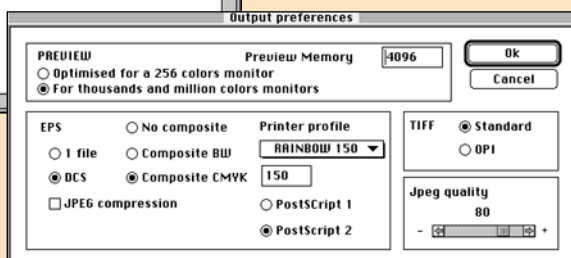 Output preferences
PREVIEW
Preview Memory 4096
Optimised for a 256 colors monitor
For thousands and million colors monitors
Ok
Cancel
EPS
No composite
Printer profile
1 file
Composite BW
RAINBOW 150
DCS
Composite CMYK
150
JPEG compression
PostSCript 1
PostScript 2
TIFF
Standard
OPI
Jpeg quality
80
- +